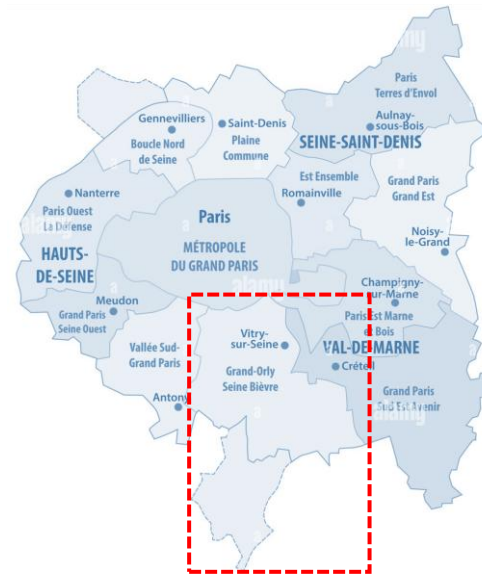 Paris
Terres d'Envol
Gennevilliers
Saint-Denis
Aulnay-
sous-Bois
Boucle Nord
de Seine
Plaine
Commune
SEINE-SAINT-DENIS
Est Ensemble
Romainville
Grand Paris
Grand Est
Nanterre
Paris Ouest
La Défense
Paris
MÉTROPOLE
DU GRAND PARIS
Noisy-
le-Grand
HAUTS-
DE-SEINE
alamy
Champigny-
sur-Marne
Meudon
Grand Paris
Seine Ouest
Paris Est Marne
et Bois
Vitry-
sur-Seine
VAL-DE-MARNE
Vallée Sud-
Grand Paris
Grand-Orly
Seine Bièvre
Créteil
Antony
Grand Paris
Sud Est Avenir
alamy
a